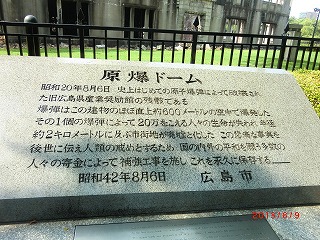 原爆ドーム
昭和20年8月6日 史上はじめての原子爆弾によって破壊され
た旧広島県産業奨励館の残骸である
爆弾はこの建物のほぼ直上約600メートルの空中で爆発した
その1個の爆弾によって20万をこえる人々の生命が失われ 半径
約2キロメートルに及ぶ市街地が廃墟と化した この悲痛な事実を
後世に伝え人類の戒めとするため 国の内外の平和を願う多数の
人々の寄金によって補強工事を施し これを永久に保存する
昭和42年8月6日 広島市
2013/8/9